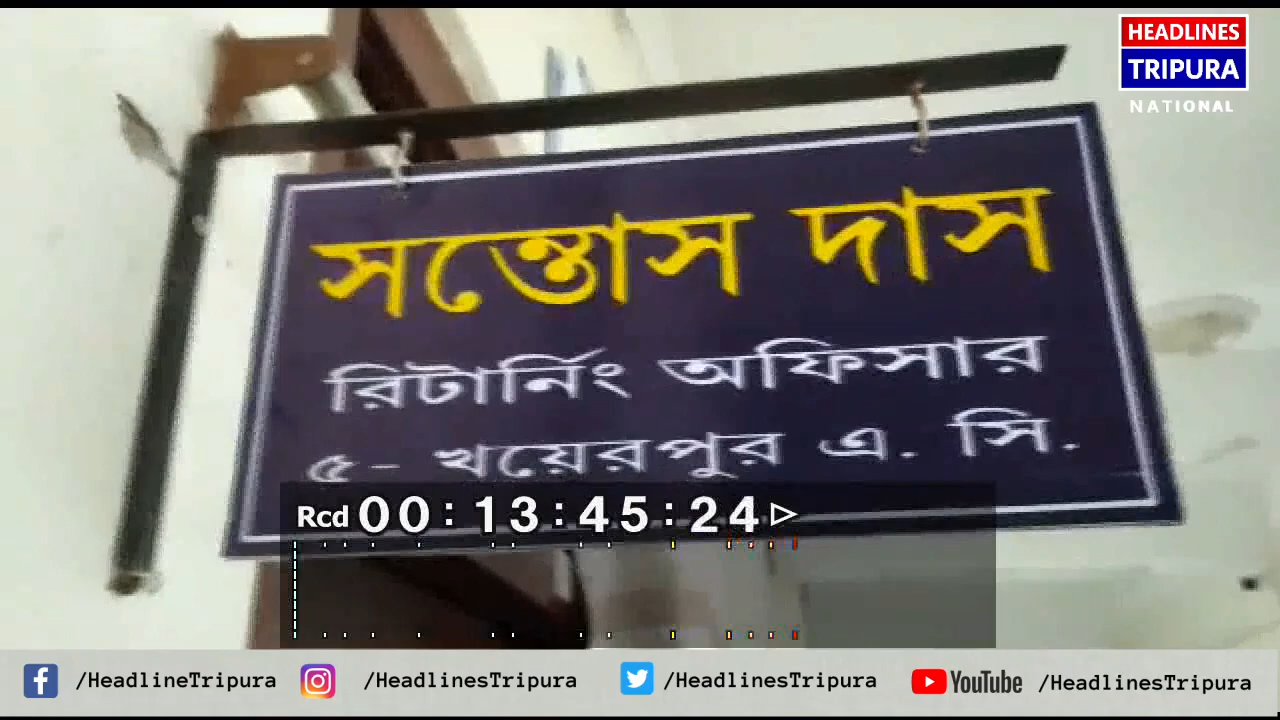 HEADLINES
TRIPURA
NATIONAL
সন্তোস দাস
রিটার্নিং অফিসার
৫- খয়েরপুর এ. সি.
Rcd 00:13:45:24
/HeadlineTripura /HeadlinesTripura /HeadlinesTripura YouTube /HeadlinesTripura